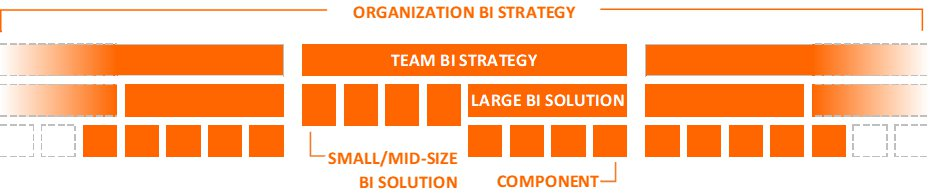 ORGANIZATION BI STRATEGY
TEAM BI STRATEGY
LARGE BI SOLUTION
SMALL/MID-SIZE
BI SOLUTION
COMPONENT